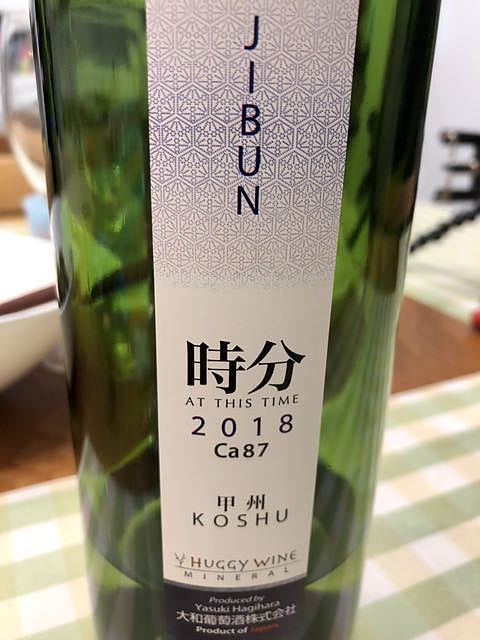 JIBUN
時分
AT THIS TIME
2018
Ca87
甲州
KOSHU
HUGGY WINE
MINERAL
Produced by
Yasuki Hagihara
大和葡萄酒株式会社
Product of Japan